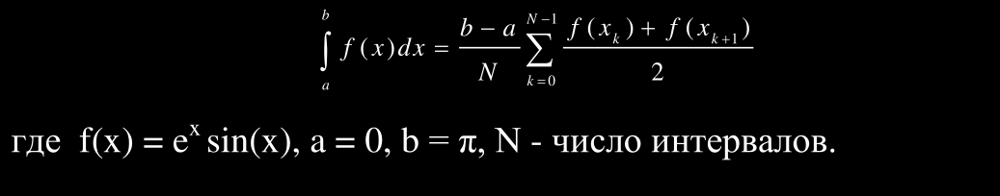 ∫_a^b f(x)dx = (b − a)/N ∑_{k=0}^{N−1} (f(x_k) + f(x_{k+1}))/2
где f(x) = e^x sin(x), a = 0, b = π, N - число интервалов.